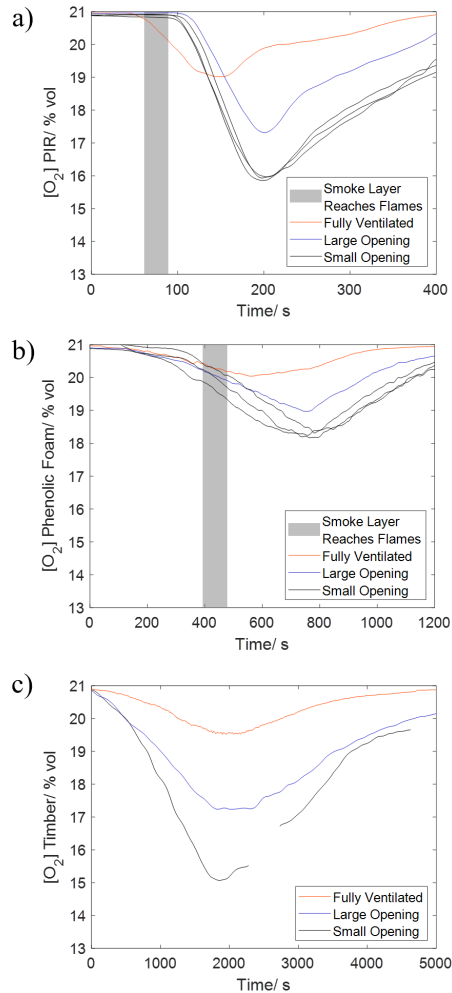 a)
21
20
19
18
17
16
15
14
13
[O2] PIR/ % vol
Smoke Layer
Reaches Flames
Fully Ventilated
Large Opening
Small Opening
0 100 200 300 400
Time/ s
b)
21
20
19
18
17
16
15
14
13
[O2] Phenolic Foam/ % vol
Smoke Layer
Reaches Flames
Fully Ventilated
Large Opening
Small Opening
0 200 400 600 800 1000 1200
Time/ s
c)
21
20
19
18
17
16
15
14
13
[O2] Timber/ % vol
Fully Ventilated
Large Opening
Small Opening
0 1000 2000 3000 4000 5000
Time/ s